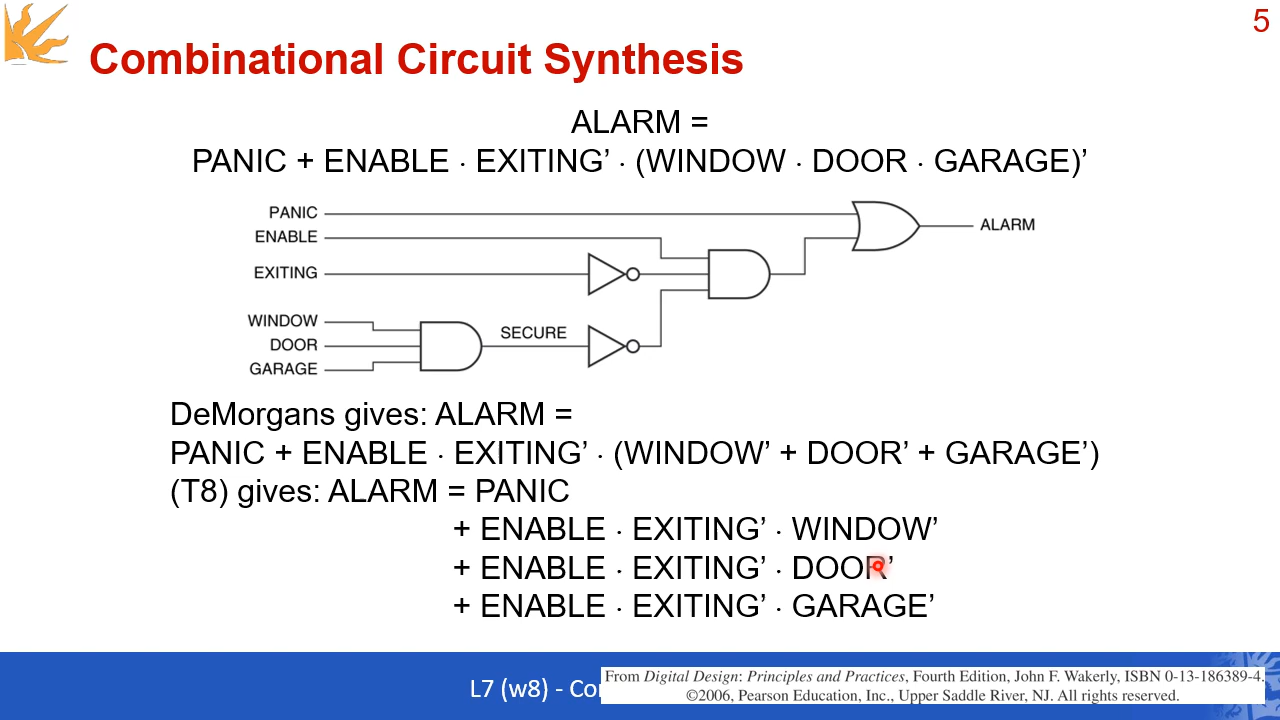 5
Combinational Circuit Synthesis
ALARM =
PANIC + ENABLE · EXITING’ · (WINDOW · DOOR · GARAGE)’
PANIC
ENABLE
ALARM
EXITING
WINDOW
SECURE
DOOR
GARAGE
DeMorgans gives: ALARM =
PANIC + ENABLE · EXITING’ · (WINDOW’ + DOOR’ + GARAGE’)
(T8) gives: ALARM = PANIC
+ ENABLE · EXITING’ · WINDOW’
+ ENABLE · EXITING’ · DOOR’
+ ENABLE · EXITING’ · GARAGE’
L7 (w8) - Con
From Digital Design: Principles and Practices, Fourth Edition, John F. Wakerly, ISBN 0-13-186389-4.
©2006, Pearson Education, Inc., Upper Saddle River, NJ. All rights reserved.